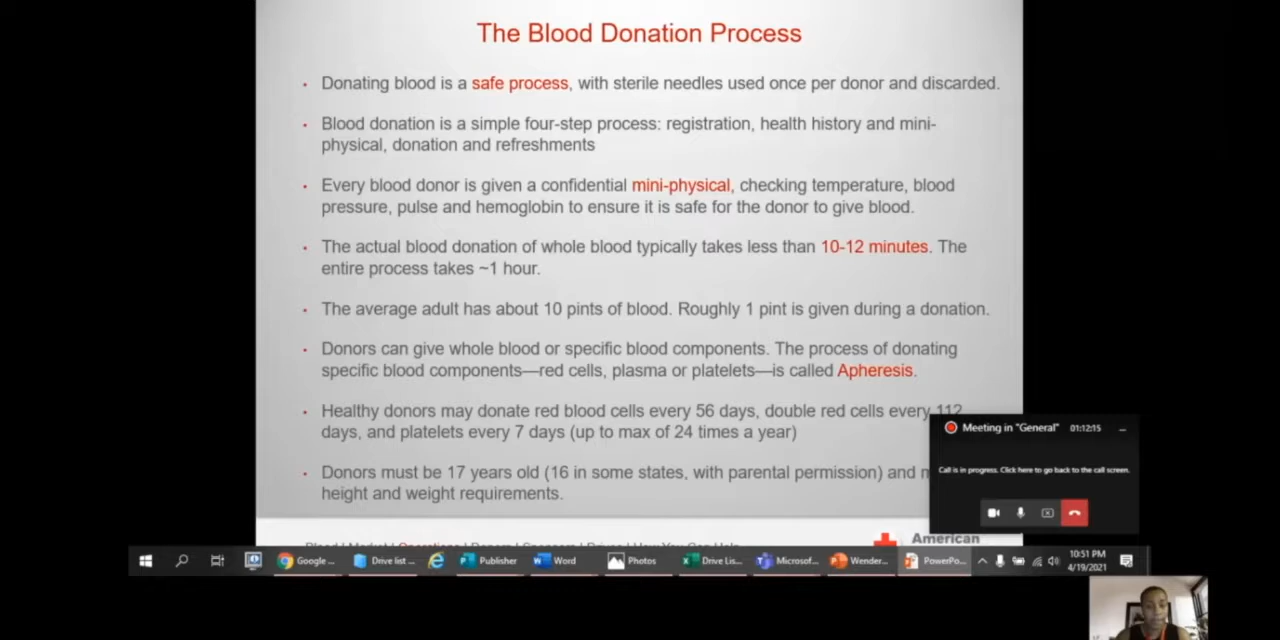 The Blood Donation Process
Donating blood is a safe process, with sterile needles used once per donor and discarded.
Blood donation is a simple four-step process: registration, health history and mini-
physical, donation and refreshments
Every blood donor is given a confidential mini-physical, checking temperature, blood
pressure, pulse and hemoglobin to ensure it is safe for the donor to give blood.
The actual blood donation of whole blood typically takes less than 10-12 minutes. The
entire process takes ~1 hour.
The average adult has about 10 pints of blood. Roughly 1 pint is given during a donation.
Donors can give whole blood or specific blood components. The process of donating
specific blood components—red cells, plasma or platelets—is called Apheresis.
Healthy donors may donate red blood cells every 56 days, double red cells every 112
days, and platelets every 7 days (up to max of 24 times a year)
Donors must be 17 years old (16 in some states, with parental permission) and
height and weight requirements.
Meeting in "General" 01:12:15
Call is in progress. Click here to go back to the call screen.
American
Google ... Drive list ... Publisher Word Photos Drive Lis... Microsof... Wender... PowerPo...
10:51 PM
4/19/2021